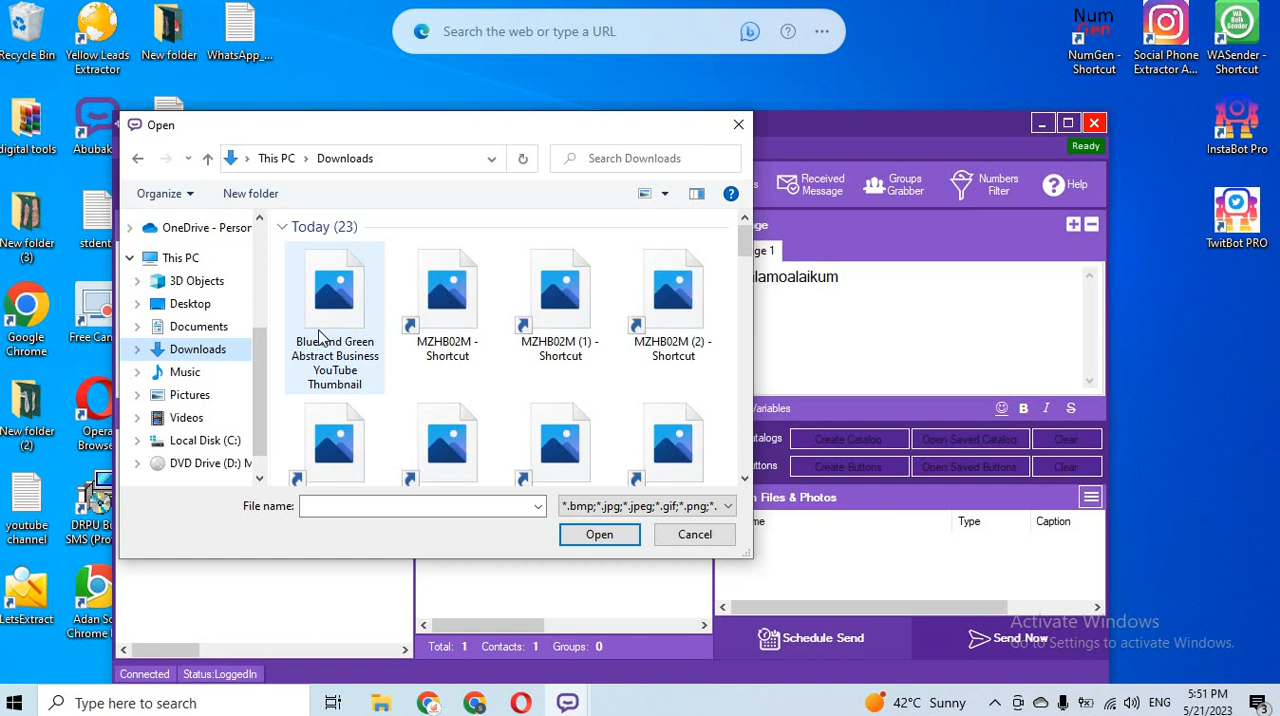 Recycle Bin
Yellow Leads
Extractor
New folder
WhatsApp_...
Search the web or type a URL
NumGen
NumGen -
Shortcut
Social Phone
Extractor A...
WA
Bulk
Sender
WASender -
Shortcut
digital tools
Abubak
New folder
(3)
stdent
Google
Chrome
Free Can
New folder
(2)
Opera
Browse
youtube
channel
DRPU B
SMS (Pro
LetsExtract
Adan S
Chrome
InstaBot Pro
TwitBot PRO
Open
This PC
Downloads
Search Downloads
Organize
New folder
OneDrive - Person
This PC
3D Objects
Desktop
Documents
Downloads
Music
Pictures
Videos
Local Disk (C:)
DVD Drive (D:) M
Today (23)
Blue and Green
Abstract Business
YouTube
Thumbnail
MZHB02M -
Shortcut
MZHB02M (1) -
Shortcut
MZHB02M (2) -
Shortcut
File name:
*.bmp;*.jpg;*.jpeg;*.gif;*.png;*.
Open
Cancel
Ready
Received
Message
Groups
Grabber
Numbers
Filter
Help
ge 1
lamoalaikum
Variables
B I S
Create Catalog
Open Saved Catalog
Clear
Create Buttons
Open Saved Buttons
Clear
Files & Photos
Type
Caption
Total: 1
Contacts: 1
Groups: 0
Schedule Send
Send Now
Activate Windows
Go to Settings to activate Windows.
Connected
Status:LoggedIn
Type here to search
42°C Sunny
ENG
5:51 PM
5/21/2023
3